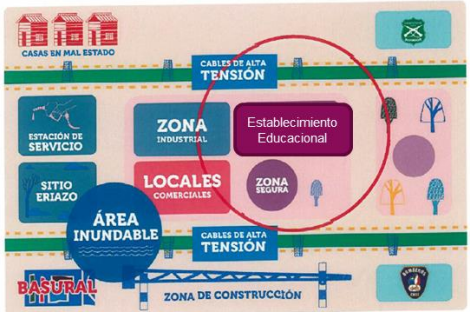 CASAS EN MAL ESTADO
CABLES DE ALTA
TENSIÓN
ESTACIÓN DE
SERVICIO
ZONA
INDUSTRIAL
Establecimiento
Educacional
SITIO
ERIAZO
LOCALES
COMERCIALES
ZONA
SEGURA
ÁREA
INUNDABLE
CABLES DE ALTA
TENSIÓN
BASURAL
ZONA DE CONSTRUCCIÓN
BOMBEROS